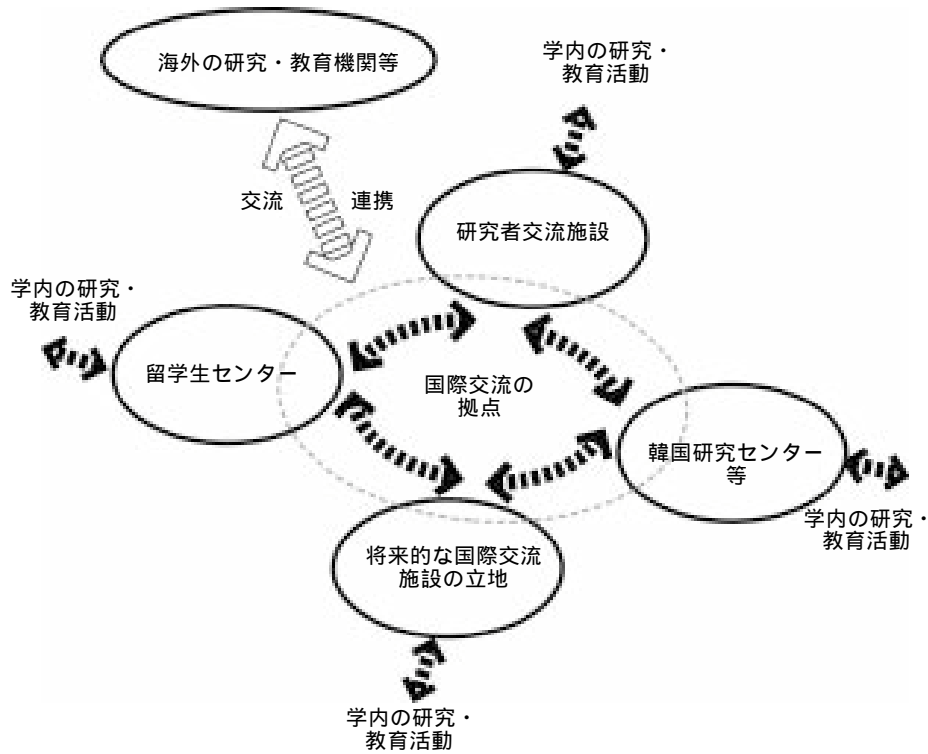 海外の研究・教育機関等
学内の研究・
教育活動
交流
連携
研究者交流施設
学内の研究・
教育活動
留学生センター
国際交流の
拠点
韓国研究センター
等
学内の研究・
教育活動
将来的な国際交流
施設の立地
学内の研究・
教育活動